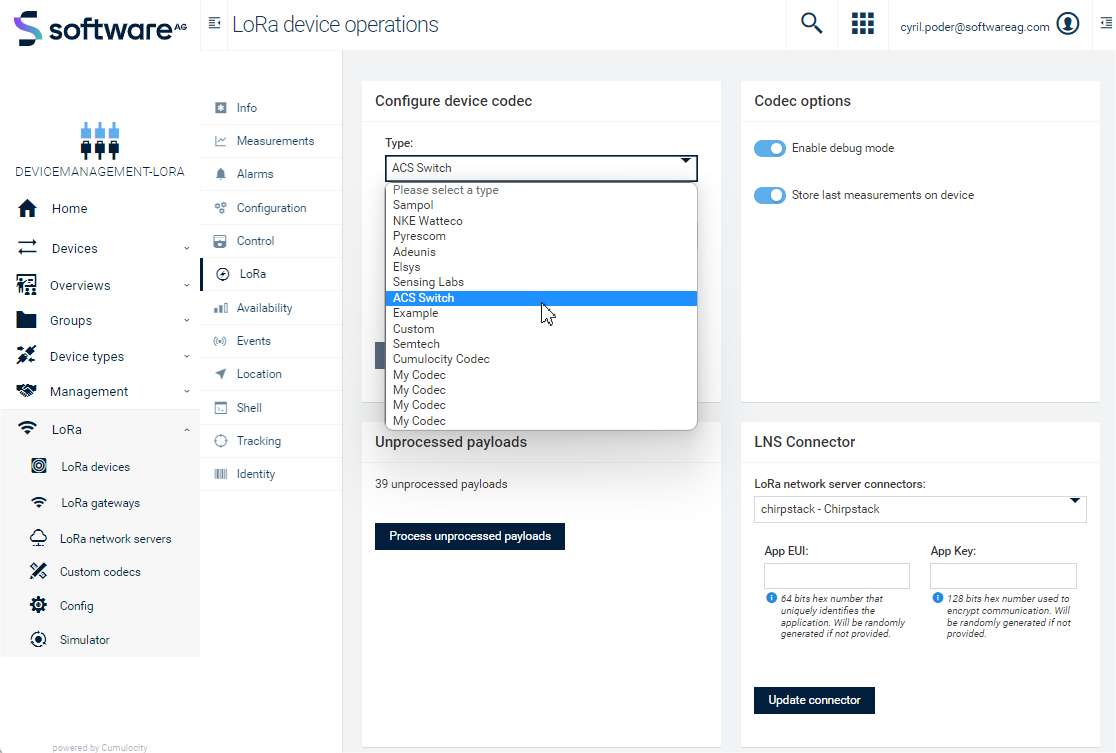 software AG
LoRa device operations
cyril.poder@softwareag.com
DEVICEMANAGEMENT-LORA
Home
Devices
Overviews
Groups
Device types
Management
LoRa
LoRa devices
LoRa gateways
LoRa network servers
Custom codecs
Config
Simulator
powered by Cumulocity
Info
Measurements
Alarms
Configuration
Control
LoRa
Availability
Events
Location
Shell
Tracking
Identity
Configure device codec
Type:
ACS Switch
Please select a type
Sampol
NKE Watteco
Pyrescom
Adeunis
Elsys
Sensing Labs
ACS Switch
Example
Custom
Semtech
Cumulocity Codec
My Codec
My Codec
My Codec
My Codec
Codec options
Enable debug mode
Store last measurements on device
Unprocessed payloads
39 unprocessed payloads
Process unprocessed payloads
LNS Connector
LoRa network server connectors:
chirpstack - Chirpstack
App EUI:
64 bits hex number that
uniquely identifies the
application. Will be randomly
generated if not provided.
App Key:
128 bits hex number used to
encrypt communication. Will
be randomly generated if not
provided.
Update connector